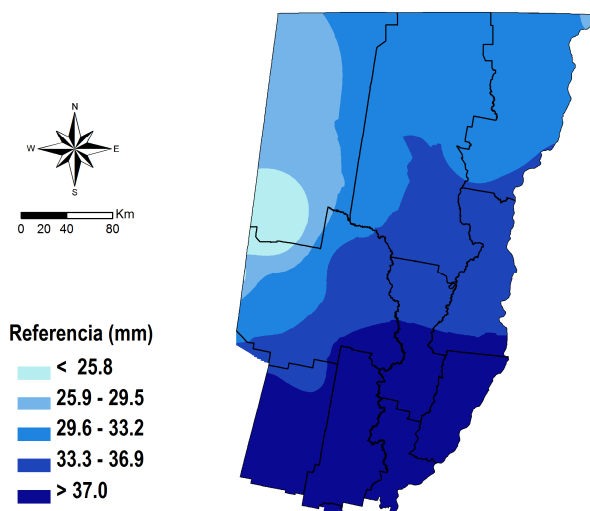 N
W E
S
Km
0 20 40 80
Referencia (mm)
< 25.8
25.9 - 29.5
29.6 - 33.2
33.3 - 36.9
> 37.0